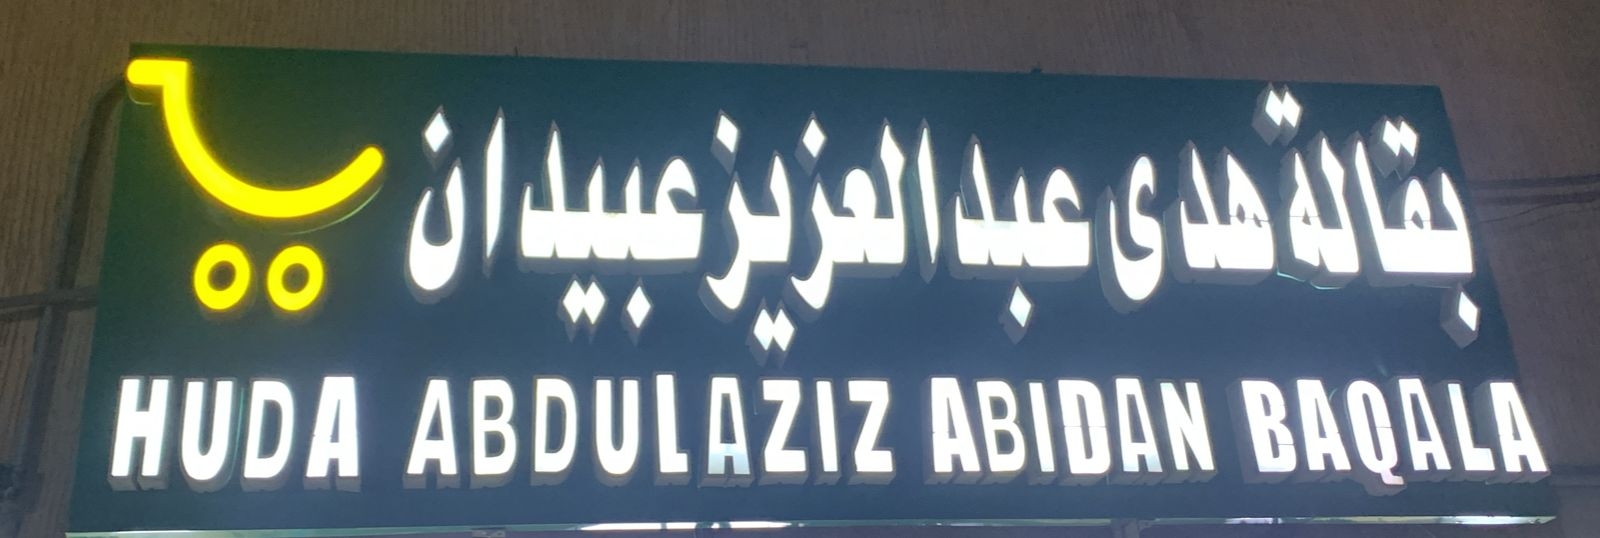 بقالة هدى عبد العزيز عبيدان
HUDA ABDULAZIZ ABIDAN BAQALA